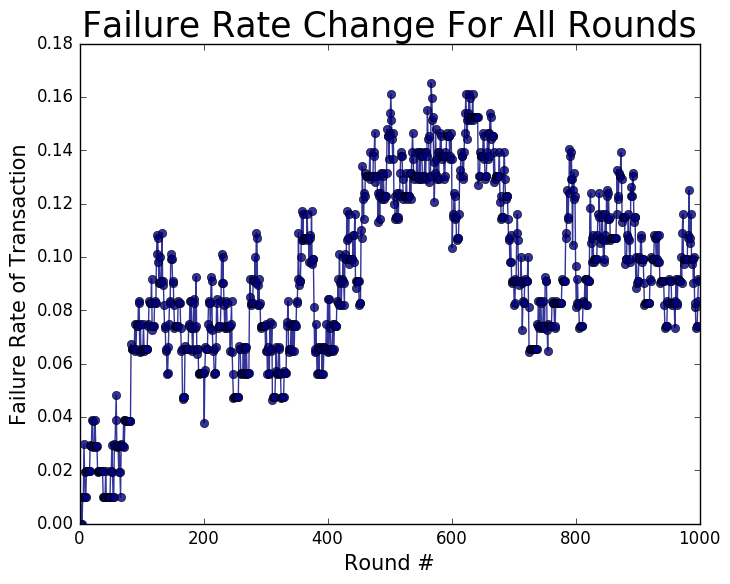 Failure Rate Change For All Rounds
0.18
0.16
0.14
0.12
0.10
0.08
0.06
0.04
0.02
0.00
Failure Rate of Transaction
0 200 400 600 800 1000
Round #